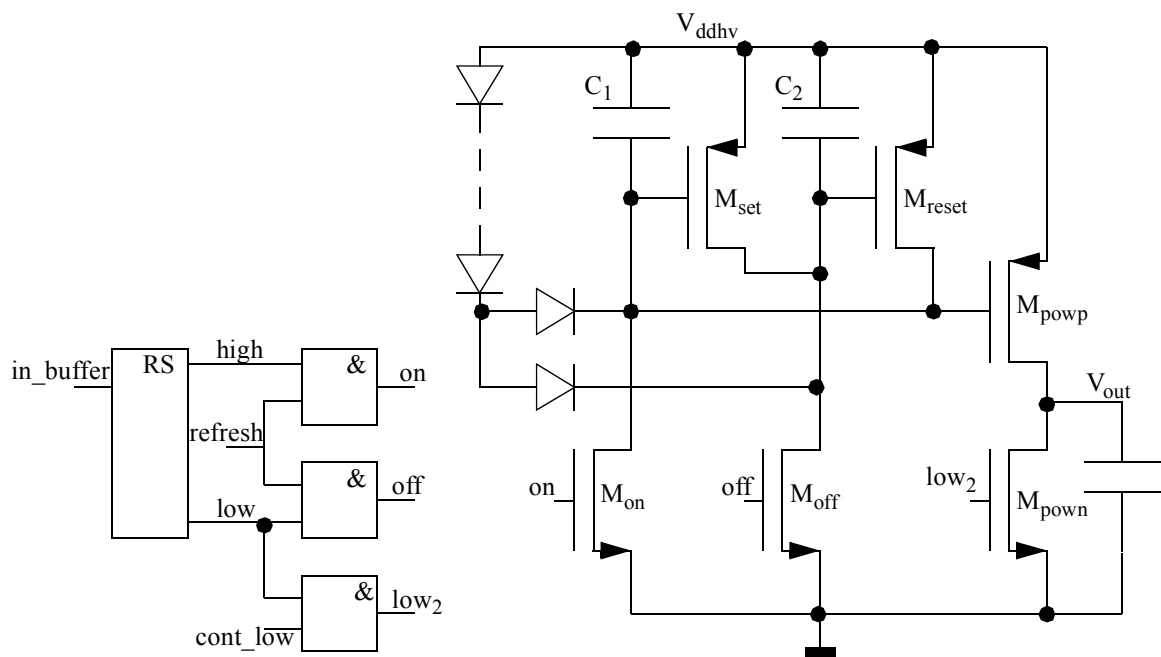 V_ddhv
C_1
C_2
M_set
M_reset
M_powp
in_buffer
RS
high
&
on
V_out
refresh
&
off
low
on
M_on
off
M_off
low_2
M_pown
&
low_2
cont_low